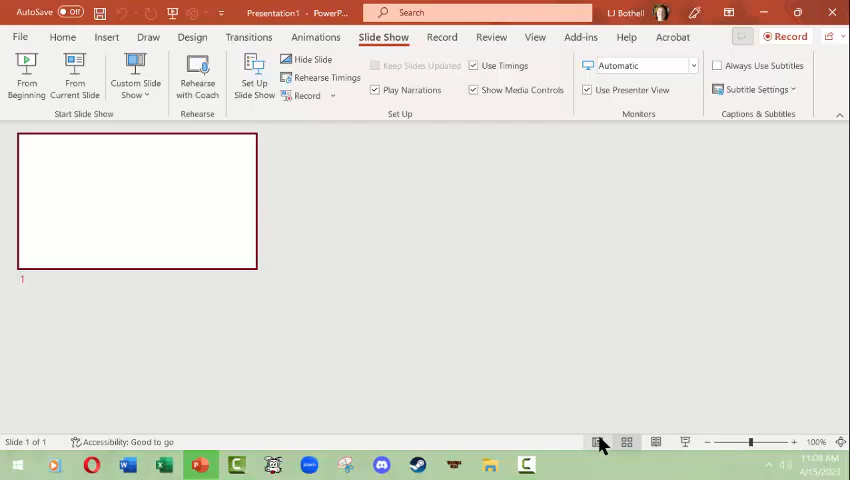 AutoSave Off Presentation1 - PowerP... Search LJ Bothell
File Home Insert Draw Design Transitions Animations Slide Show Record Review View Add-ins Help Acrobat Record
From Beginning
From Current Slide
Custom Slide Show
Rehearse with Coach
Set Up Slide Show
Hide Slide
Rehearse Timings
Record
Keep Slides Updated
Play Narrations
Use Timings
Show Media Controls
Automatic
Use Presenter View
Always Use Subtitles
Subtitle Settings
Start Slide Show Rehearse Set Up Monitors Captions & Subtitles
1
Slide 1 of 1 Accessibility: Good to go 100%
11:08 AM
4/15/2023